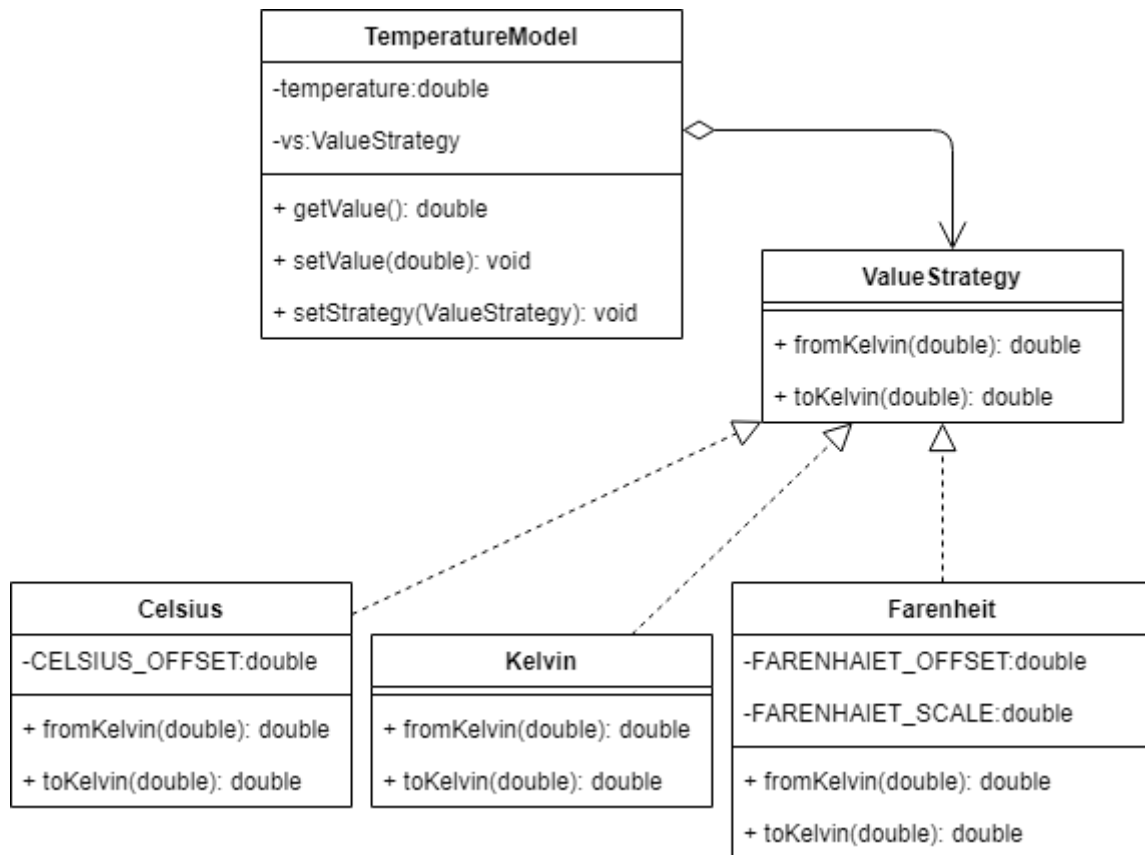 TemperatureModel
-temperature:double
-vs:ValueStrategy
+ getValue(): double
+ setValue(double): void
+ setStrategy(ValueStrategy): void
ValueStrategy
+ fromKelvin(double): double
+ toKelvin(double): double
Celsius
-CELSIUS_OFFSET:double
+ fromKelvin(double): double
+ toKelvin(double): double
Kelvin
+ fromKelvin(double): double
+ toKelvin(double): double
Farenheit
-FARENHAIET_OFFSET:double
-FARENHAIET_SCALE:double
+ fromKelvin(double): double
+ toKelvin(double): double